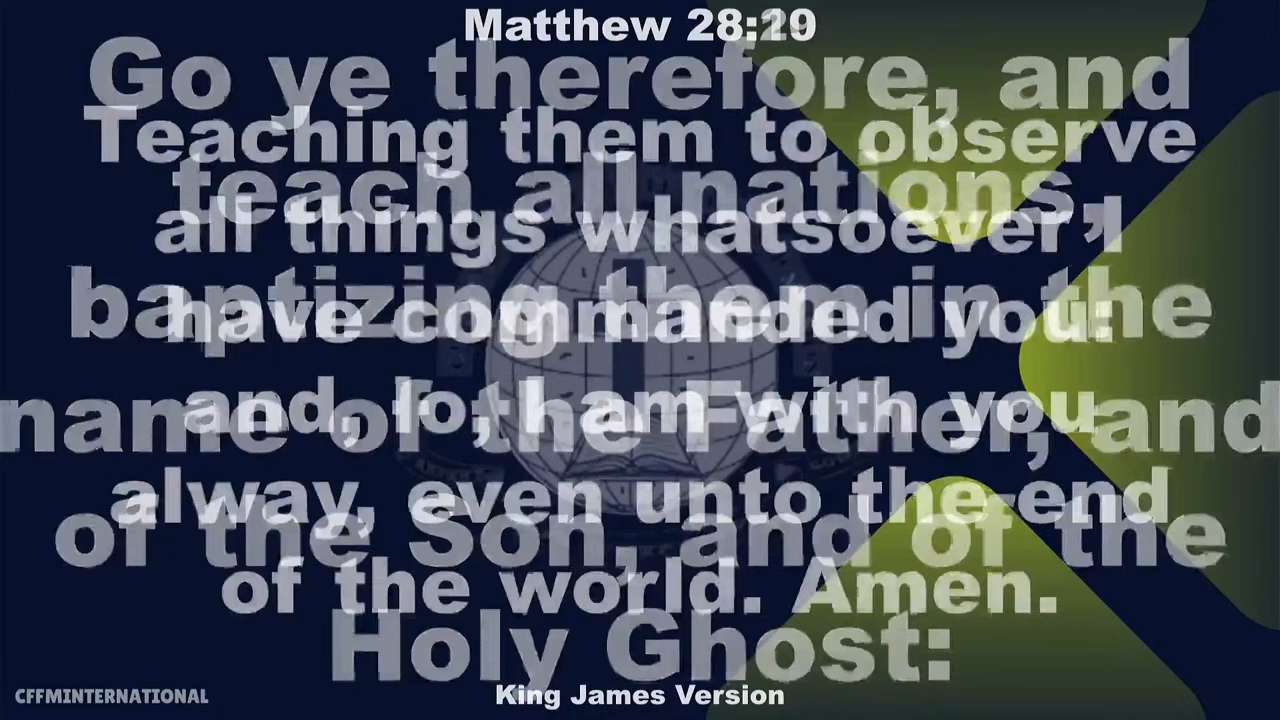 Matthew 28:19
Go ye therefore, and
teach all nations,
baptizing them in the
name of the Father, and
of the Son, and of the
Holy Ghost:
Teaching them to observe
all things whatsoever I
have commanded you:
and, lo, I am with you
alway, even unto the end
of the world. Amen.
King James Version
CFFMINTERNATIONAL